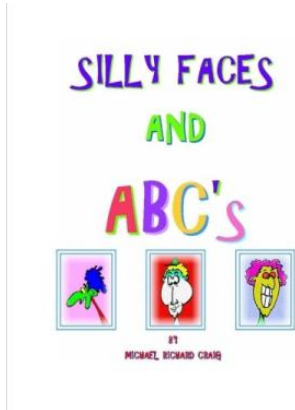 SILLY FACES
AND
ABC's
BY
MICHAEL RICHARD CRAIG